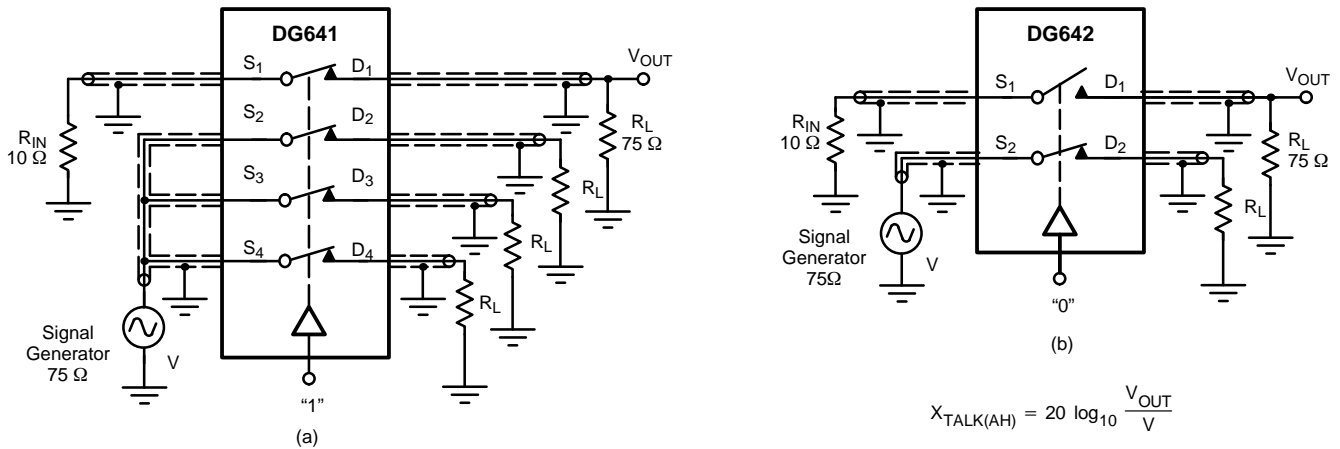 DG641
S1 D1
VOUT
RIN
10 Ω
RL
75 Ω
S2 D2
S3 D3
RL
S4 D4
RL
RL
Signal
Generator
75 Ω
V
“1”
(a)
DG642
S1 D1
VOUT
RIN
10 Ω
RL
75 Ω
S2 D2
RL
Signal
Generator
75Ω
V
“0”
(b)
XTALK(AH) = 20 log10 VOUT
V